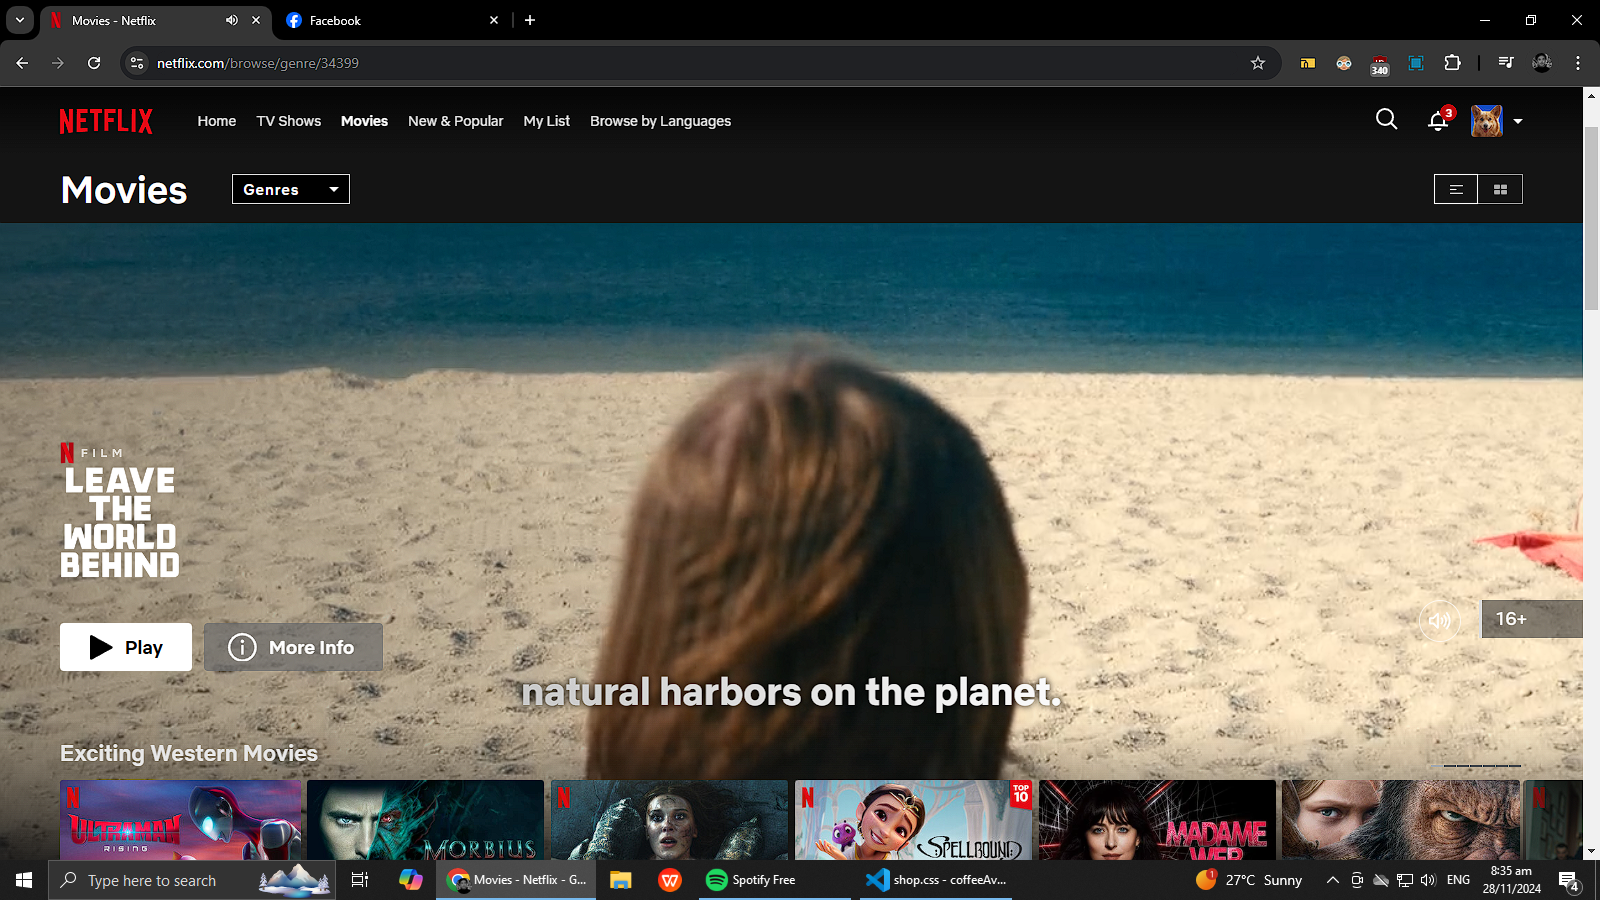 Movies - Netflix
Facebook
netflix.com/browse/genre/34399
340
NETFLIX
Home
TV Shows
Movies
New & Popular
My List
Browse by Languages
3
Movies
Genres
N FILM
LEAVE
THE
WORLD
BEHIND
16+
Play
More Info
natural harbors on the planet.
Exciting Western Movies
N
ULTRAMAN
RISING
MORBIUS
N
N
TOP
10
SPELLBOUND
MADAME
WEB
N
Type here to search
Movies - Netflix - G...
Spotify Free
shop.css - coffeeAv...
1
27°C Sunny
ENG
8:35 am
28/11/2024
4